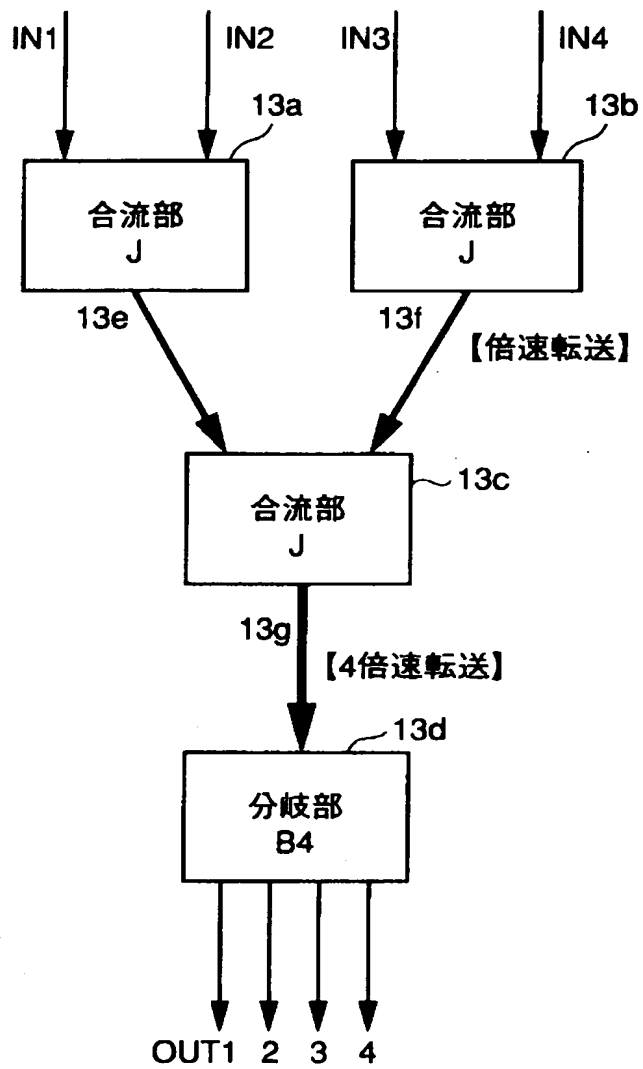 IN1 IN2 IN3 IN4
13a 13b
合流部
J
合流部
J
13e 13f
【倍速転送】
13c
合流部
J
13g
【4倍速転送】
13d
分岐部
B4
OUT1 2 3 4